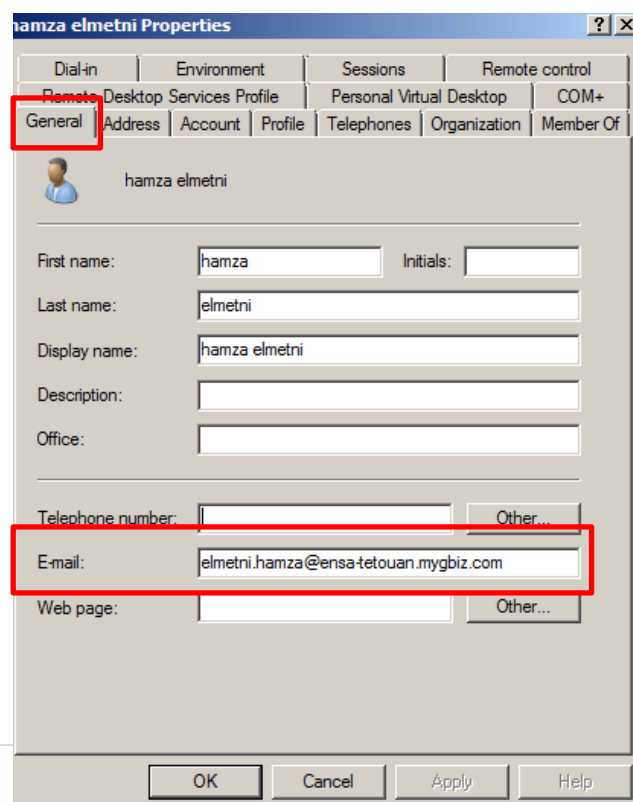 hamza elmetni Properties
Dial-in Environment Sessions Remote control
Remote Desktop Services Profile Personal Virtual Desktop COM+
General Address Account Profile Telephones Organization Member Of
hamza elmetni
First name: hamza Initials:
Last name: elmetni
Display name: hamza elmetni
Description:
Office:
Telephone number: Other...
E-mail: elmetni.hamza@ensa-tetouan.mygbiz.com
Web page: Other...
OK Cancel Apply Help